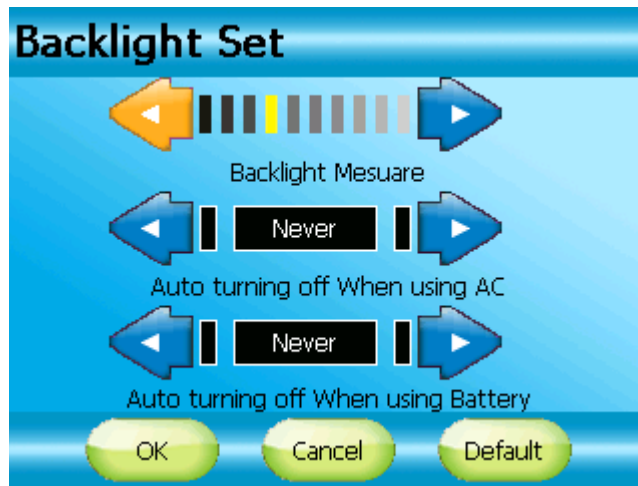 Backlight Set
Backlight Mesuare
Never
Auto turning off When using AC
Never
Auto turning off When using Battery
OK Cancel Default